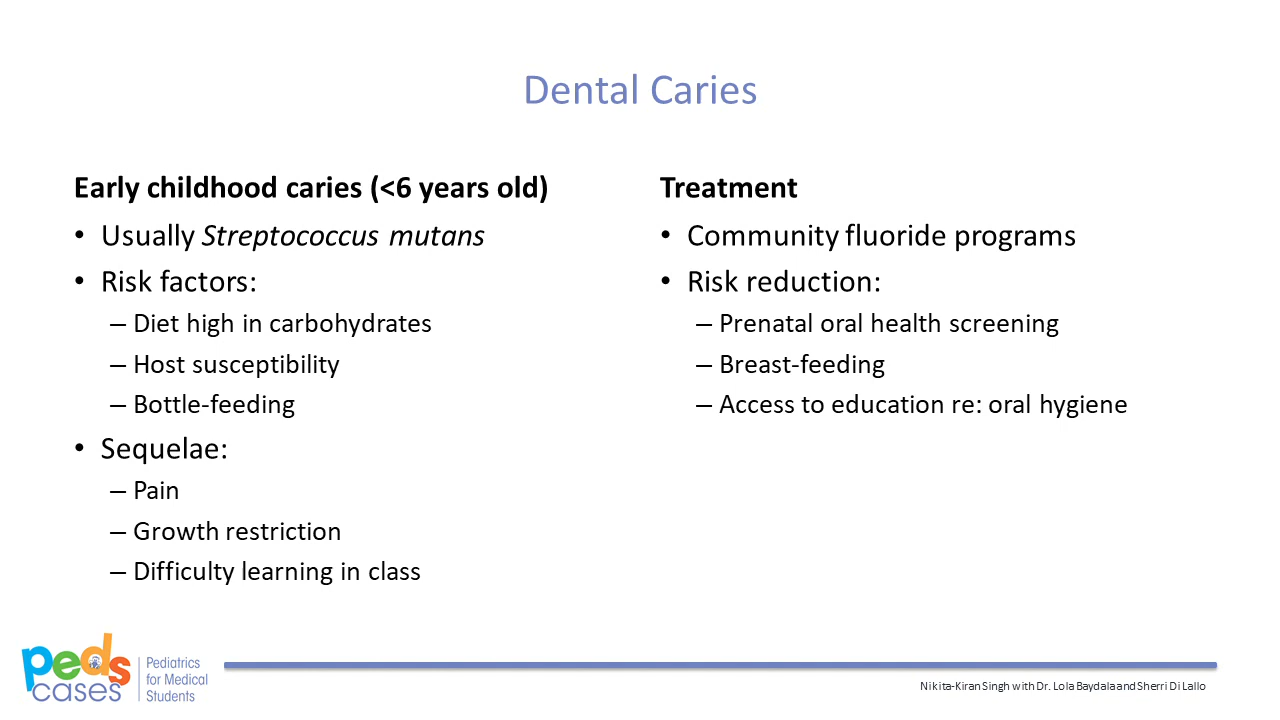 Dental Caries
Early childhood caries (<6 years old)
• Usually Streptococcus mutans
• Risk factors:
– Diet high in carbohydrates
– Host susceptibility
– Bottle-feeding
• Sequelae:
– Pain
– Growth restriction
– Difficulty learning in class
Treatment
• Community fluoride programs
• Risk reduction:
– Prenatal oral health screening
– Breast-feeding
– Access to education re: oral hygiene
peds
cases
Pediatrics
for Medical
Students
Nikita-Kiran Singh with Dr. Lola Baydala and Sherri Di Lallo